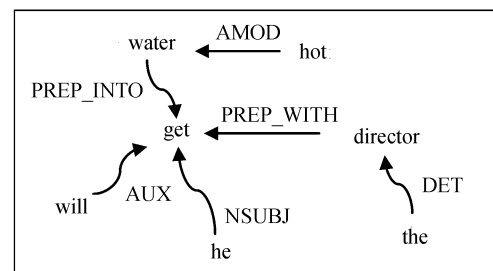 water AMOD hot
PREP_INTO
get PREP_WITH director
will AUX NSUBJ DET
he the